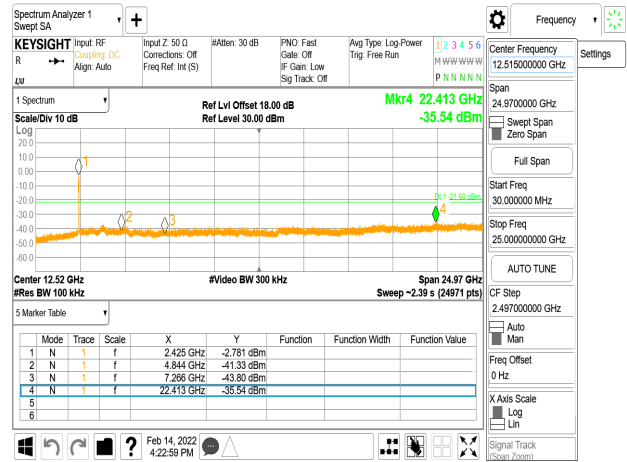 Spectrum Analyzer 1
Swept SA
Frequency
KEYSIGHT
R
Input: RF
Coupling: DC
Align: Auto
Input Z: 50 Ω
Corrections: Off
Freq Ref: Int (S)
#Atten: 30 dB
PNO: Fast
Gate: Off
IF Gain: Low
Sig Track: Off
Avg Type: Log-Power
Trig: Free Run
1 2 3 4 5 6
M W W W W W
P N N N N N
1 Spectrum
Scale/Div 10 dB
Ref Lvl Offset 18.00 dB
Ref Level 30.00 dBm
Mkr4 22.413 GHz
-35.54 dBm
Log
20.0
10.0
0.00
-10.0
-20.0
-30.0
-40.0
-50.0
-60.0
1
2
3
4
DL1 -21.60 dBm
Center 12.52 GHz
#Video BW 300 kHz
Span 24.97 GHz
#Res BW 100 kHz
Sweep ~2.39 s (24971 pts)
5 Marker Table
Mode Trace Scale X Y Function Function Width Function Value
1 N 1 f 2.425 GHz -2.781 dBm
2 N 1 f 4.844 GHz -41.33 dBm
3 N 1 f 7.266 GHz -43.80 dBm
4 N 1 f 22.413 GHz -35.54 dBm
5
6
Feb 14, 2022
4:22:59 PM
Center Frequency
12.515000000 GHz
Settings
Span
24.9700000 GHz
Swept Span
Zero Span
Full Span
Start Freq
30.000000 MHz
Stop Freq
25.000000000 GHz
AUTO TUNE
CF Step
2.497000000 GHz
Auto
Man
Freq Offset
0 Hz
X Axis Scale
Log
Lin
Signal Track
(Span Zoom)